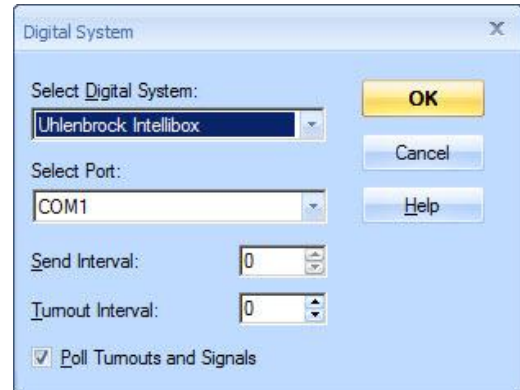 Digital System
Select Digital System:
Uhlenbrock Intellibox
Select Port:
COM1
Send Interval: 0
Turnout Interval: 0
Poll Turnouts and Signals
OK
Cancel
Help